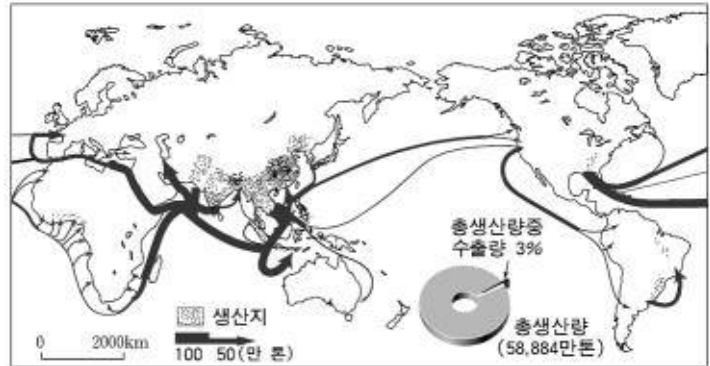 총생산량중
수출량 3%
생산지
총생산량
(58,884만톤)
0 2000km
100 50(만 톤)